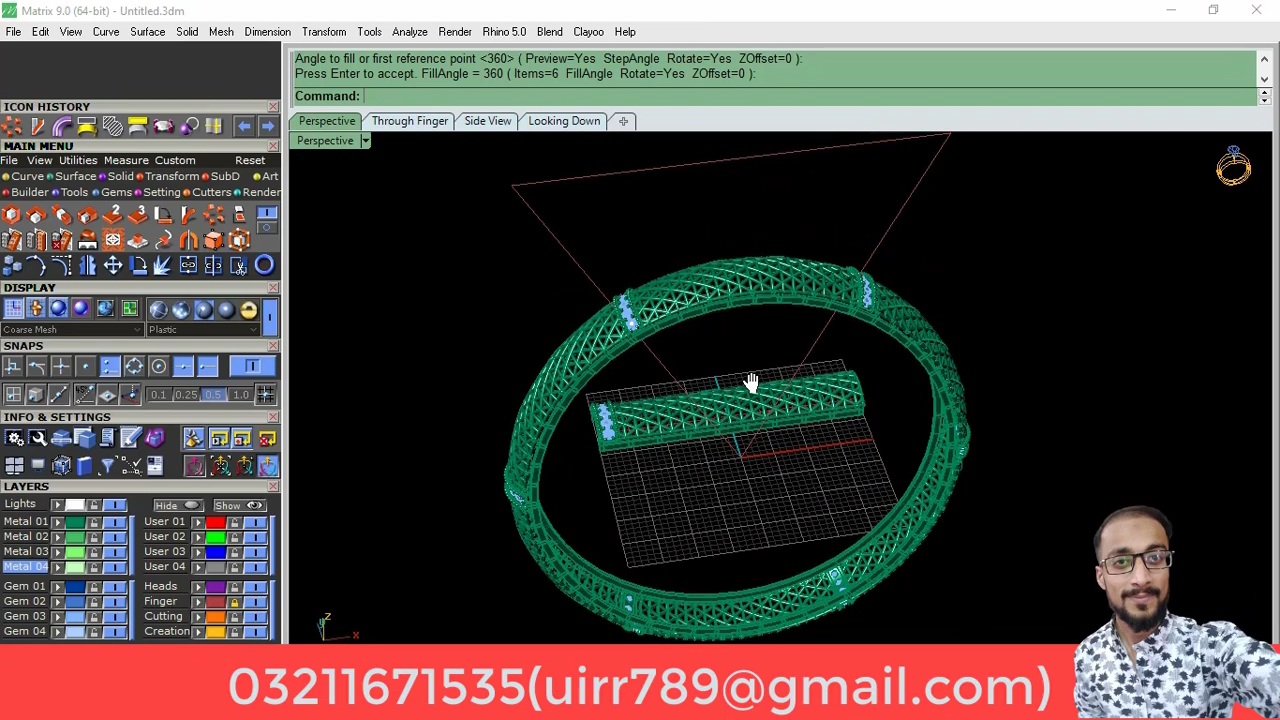 Matrix 9.0 (64-bit) - Untitled.3dm
File Edit View Curve Surface Solid Mesh Dimension Transform Tools Analyze Render Rhino 5.0 Blend Clayoo Help
Angle to fill or first reference point <360> ( Preview=Yes StepAngle Rotate=Yes ZOffset=0 ):
Press Enter to accept. FillAngle = 360 ( Items=6 FillAngle Rotate=Yes ZOffset=0 ):
Command:
ICON HISTORY
Perspective Through Finger Side View Looking Down
Perspective
MAIN MENU
File View Utilities Measure Custom Reset
Curve Surface Solid Transform SubD Art
Builder Tools Gems Setting Cutters Render
2 3
DISPLAY
Coarse Mesh Plastic
SNAPS
0.1 0.25 0.5 1.0
INFO & SETTINGS
LAYERS
Lights Hide Show
Metal 01 User 01
Metal 02 User 02
Metal 03 User 03
Metal 04 User 04
Gem 01 Heads
Gem 02 Finger
Gem 03 Cutting
Gem 04 Creation
z
x
03211671535(uirr789@gmail.com)